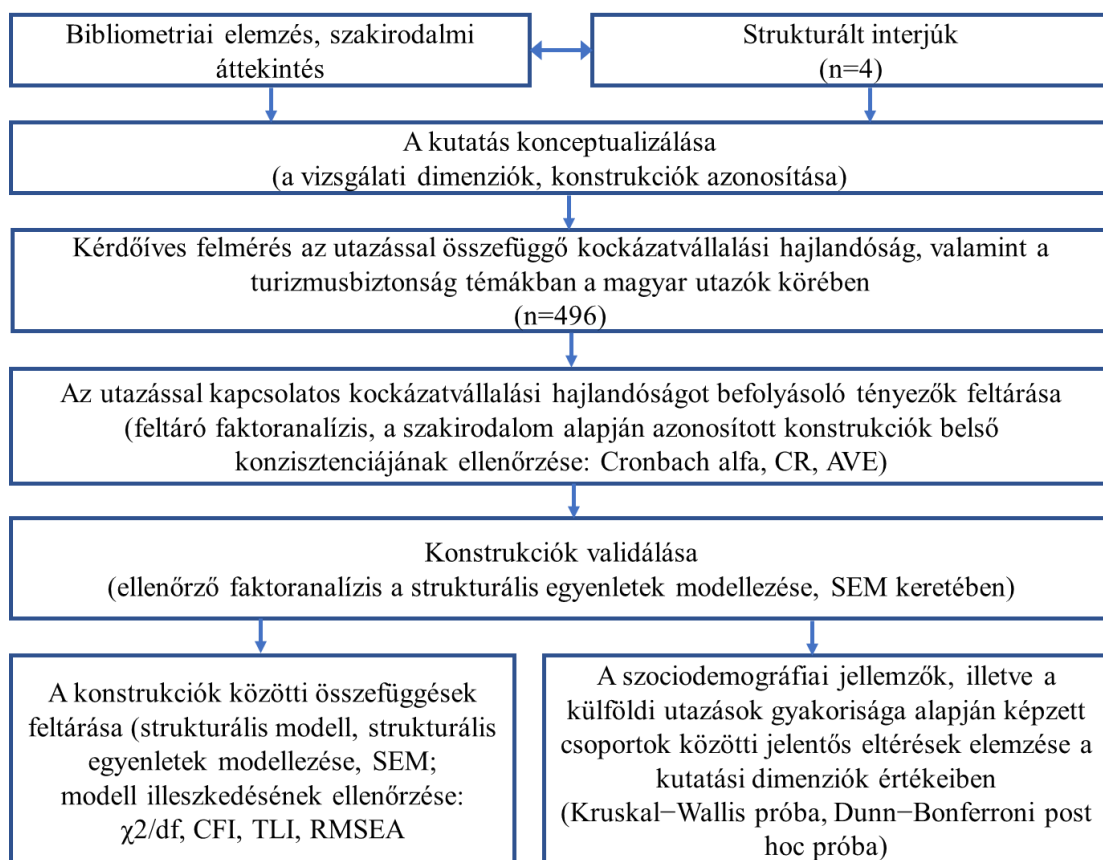 Bibliometriai elemzés, szakirodalmi
áttekintés
Strukturált interjúk
(n=4)
A kutatás konceptualizálása
(a vizsgálati dimenziók, konstrukciók azonosítása)
Kérdőíves felmérés az utazással összefüggő kockázatvállalási hajlandóság, valamint a
turizmusbiztonság témákban a magyar utazók körében
(n=496)
Az utazással kapcsolatos kockázatvállalási hajlandóságot befolyásoló tényezők feltárása
(feltáró faktoranalízis, a szakirodalom alapján azonosított konstrukciók belső
konzisztenciájának ellenőrzése: Cronbach alfa, CR, AVE)
Konstrukciók validálása
(ellenőrző faktoranalízis a strukturális egyenletek modellezése, SEM keretében)
A konstrukciók közötti összefüggések
feltárása (strukturális modell, strukturális
egyenletek modellezése, SEM;
modell illeszkedésének ellenőrzése:
χ2/df, CFI, TLI, RMSEA
A szociodemográfiai jellemzők, illetve a
külföldi utazások gyakorisága alapján képzett
csoportok közötti jelentős eltérések elemzése a
kutatási dimenziók értékeiben
(Kruskal−Wallis próba, Dunn−Bonferroni post
hoc próba)